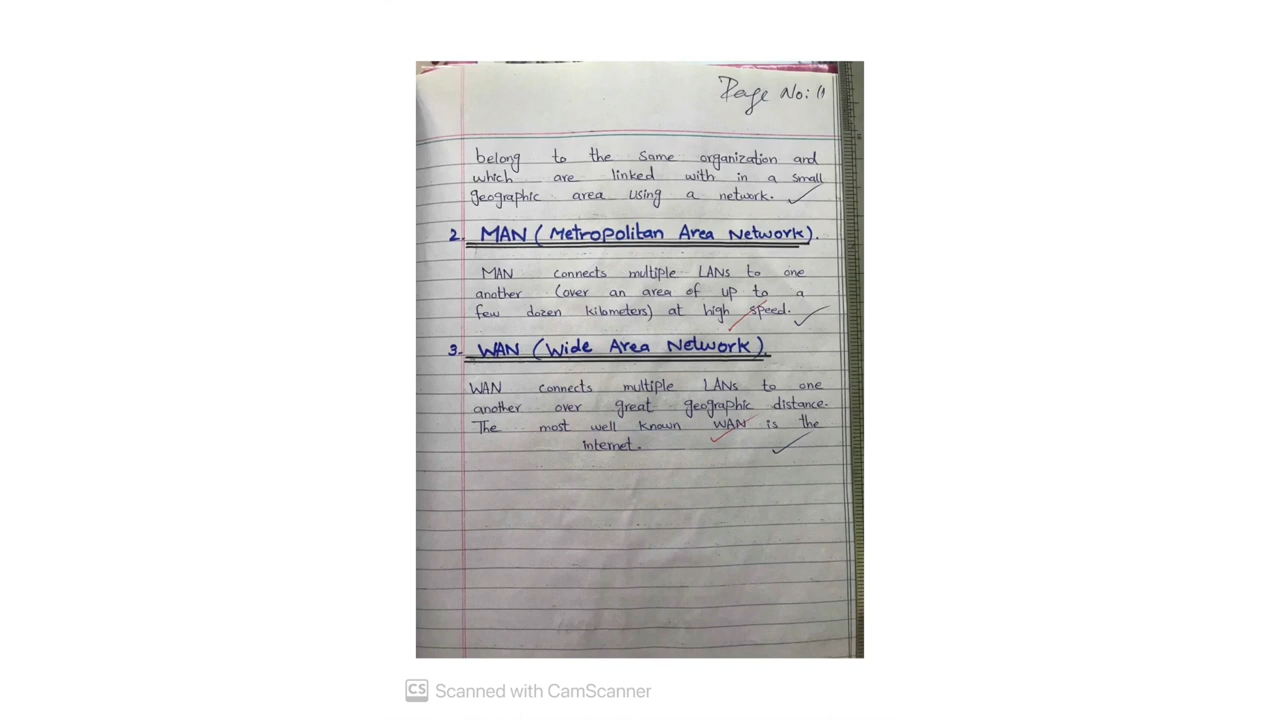 Page No: 11
belong to the same organization and
which are linked with in a small
geographic area using a network.
2. MAN (Metropolitan Area Network).
MAN connects multiple LANs to one
another (over an area of up to a
few dozen kilometers) at high speed.
3. WAN (Wide Area Network).
WAN connects multiple LANs to one
another over great geographic distance.
The most well known WAN is the
internet.
CS Scanned with CamScanner